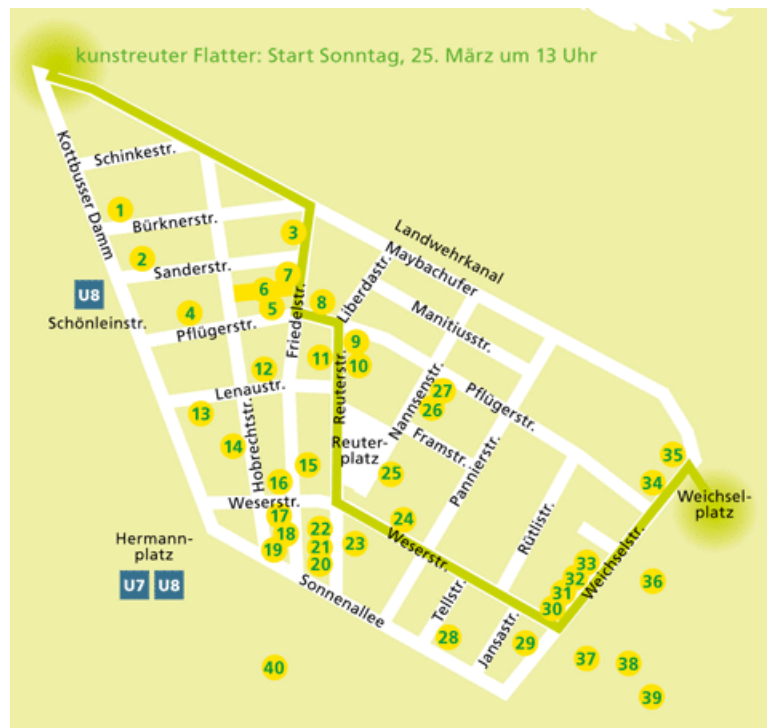 kunstreuter Flatter: Start Sonntag, 25. März um 13 Uhr
Kottbusser Damm
Schinkestr.
1
Bürknerstr.
3
Landwehrkanal
Maybachufer
2
Sanderstr.
7
6
U8
Schönleinstr.
4
Pflügerstr.
5
8
Liberdastr.
Manitiusstr.
Friedelstr.
9
10
11
12
Reuterstr.
Lenaustr.
13
14
Hobrechtstr.
Nannsenstr.
27
26
Pflügerstr.
Framstr.
Reuter-
platz
Pannierstr.
15
16
25
35
34
Weichsel-
platz
Weserstr.
17
18
19
22
21
20
23
24
Weserstr.
Rütlistr.
Weichselstr.
Hermann-
platz
U7 U8
Sonnenallee
33
32
31
30
36
Tellstr.
28
Jansastr.
29
37
38
39
40